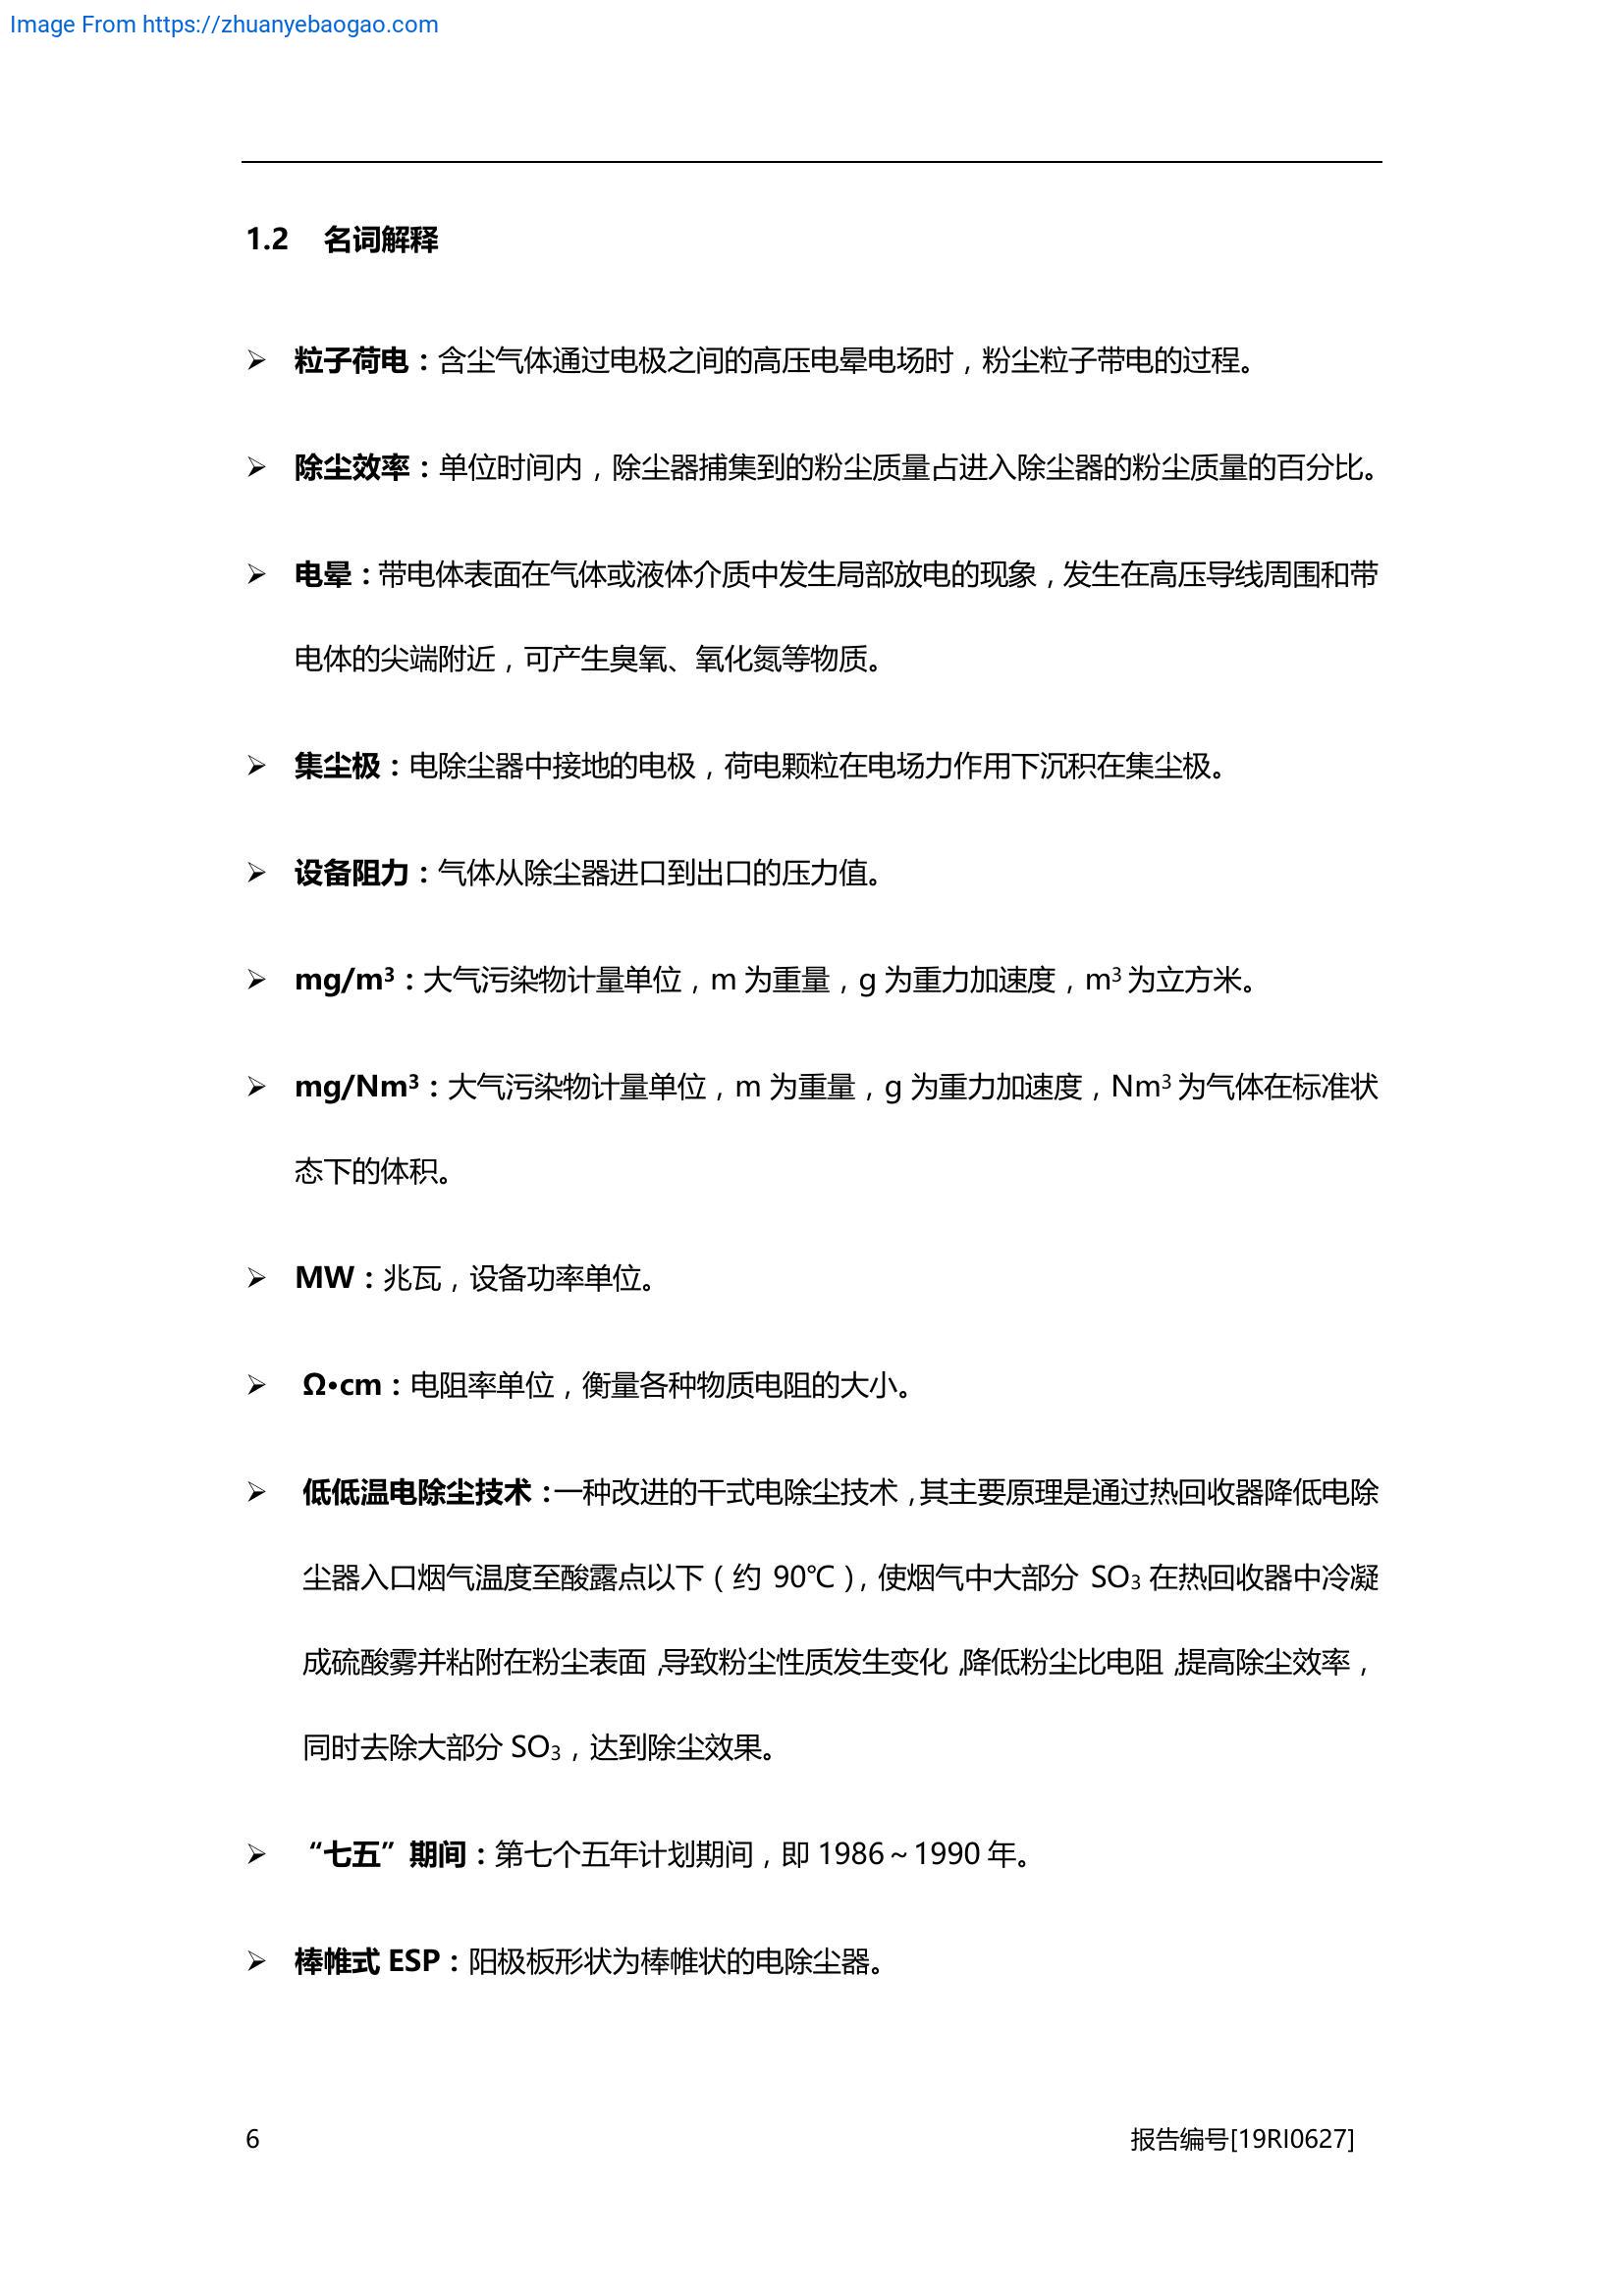 Image From https://zhuanyebaogao.com
1.2 名词解释
➢ 粒子荷电：含尘气体通过电极之间的高压电晕电场时，粉尘粒子带电的过程。
➢ 除尘效率：单位时间内，除尘器捕集到的粉尘质量占进入除尘器的粉尘质量的百分比。
➢ 电晕：带电体表面在气体或液体介质中发生局部放电的现象，发生在高压导线周围和带
电体的尖端附近，可产生臭氧、氧化氮等物质。
➢ 集尘极：电除尘器中接地的电极，荷电颗粒在电场力作用下沉积在集尘极。
➢ 设备阻力：气体从除尘器进口到出口的压力值。
➢ mg/m³：大气污染物计量单位，m 为重量，g 为重力加速度，m³ 为立方米。
➢ mg/Nm³：大气污染物计量单位，m 为重量，g 为重力加速度，Nm³ 为气体在标准状
态下的体积。
➢ MW：兆瓦，设备功率单位。
➢ Ω•cm：电阻率单位，衡量各种物质电阻的大小。
➢ 低低温电除尘技术：一种改进的干式电除尘技术，其主要原理是通过热回收器降低电除
尘器入口烟气温度至酸露点以下（约 90℃），使烟气中大部分 SO₃ 在热回收器中冷凝
成硫酸雾并粘附在粉尘表面，导致粉尘性质发生变化，降低粉尘比电阻，提高除尘效率，
同时去除大部分 SO₃，达到除尘效果。
➢ “七五”期间：第七个五年计划期间，即 1986～1990 年。
➢ 棒帷式 ESP：阳极板形状为棒帷状的电除尘器。
6 报告编号[19RI0627]